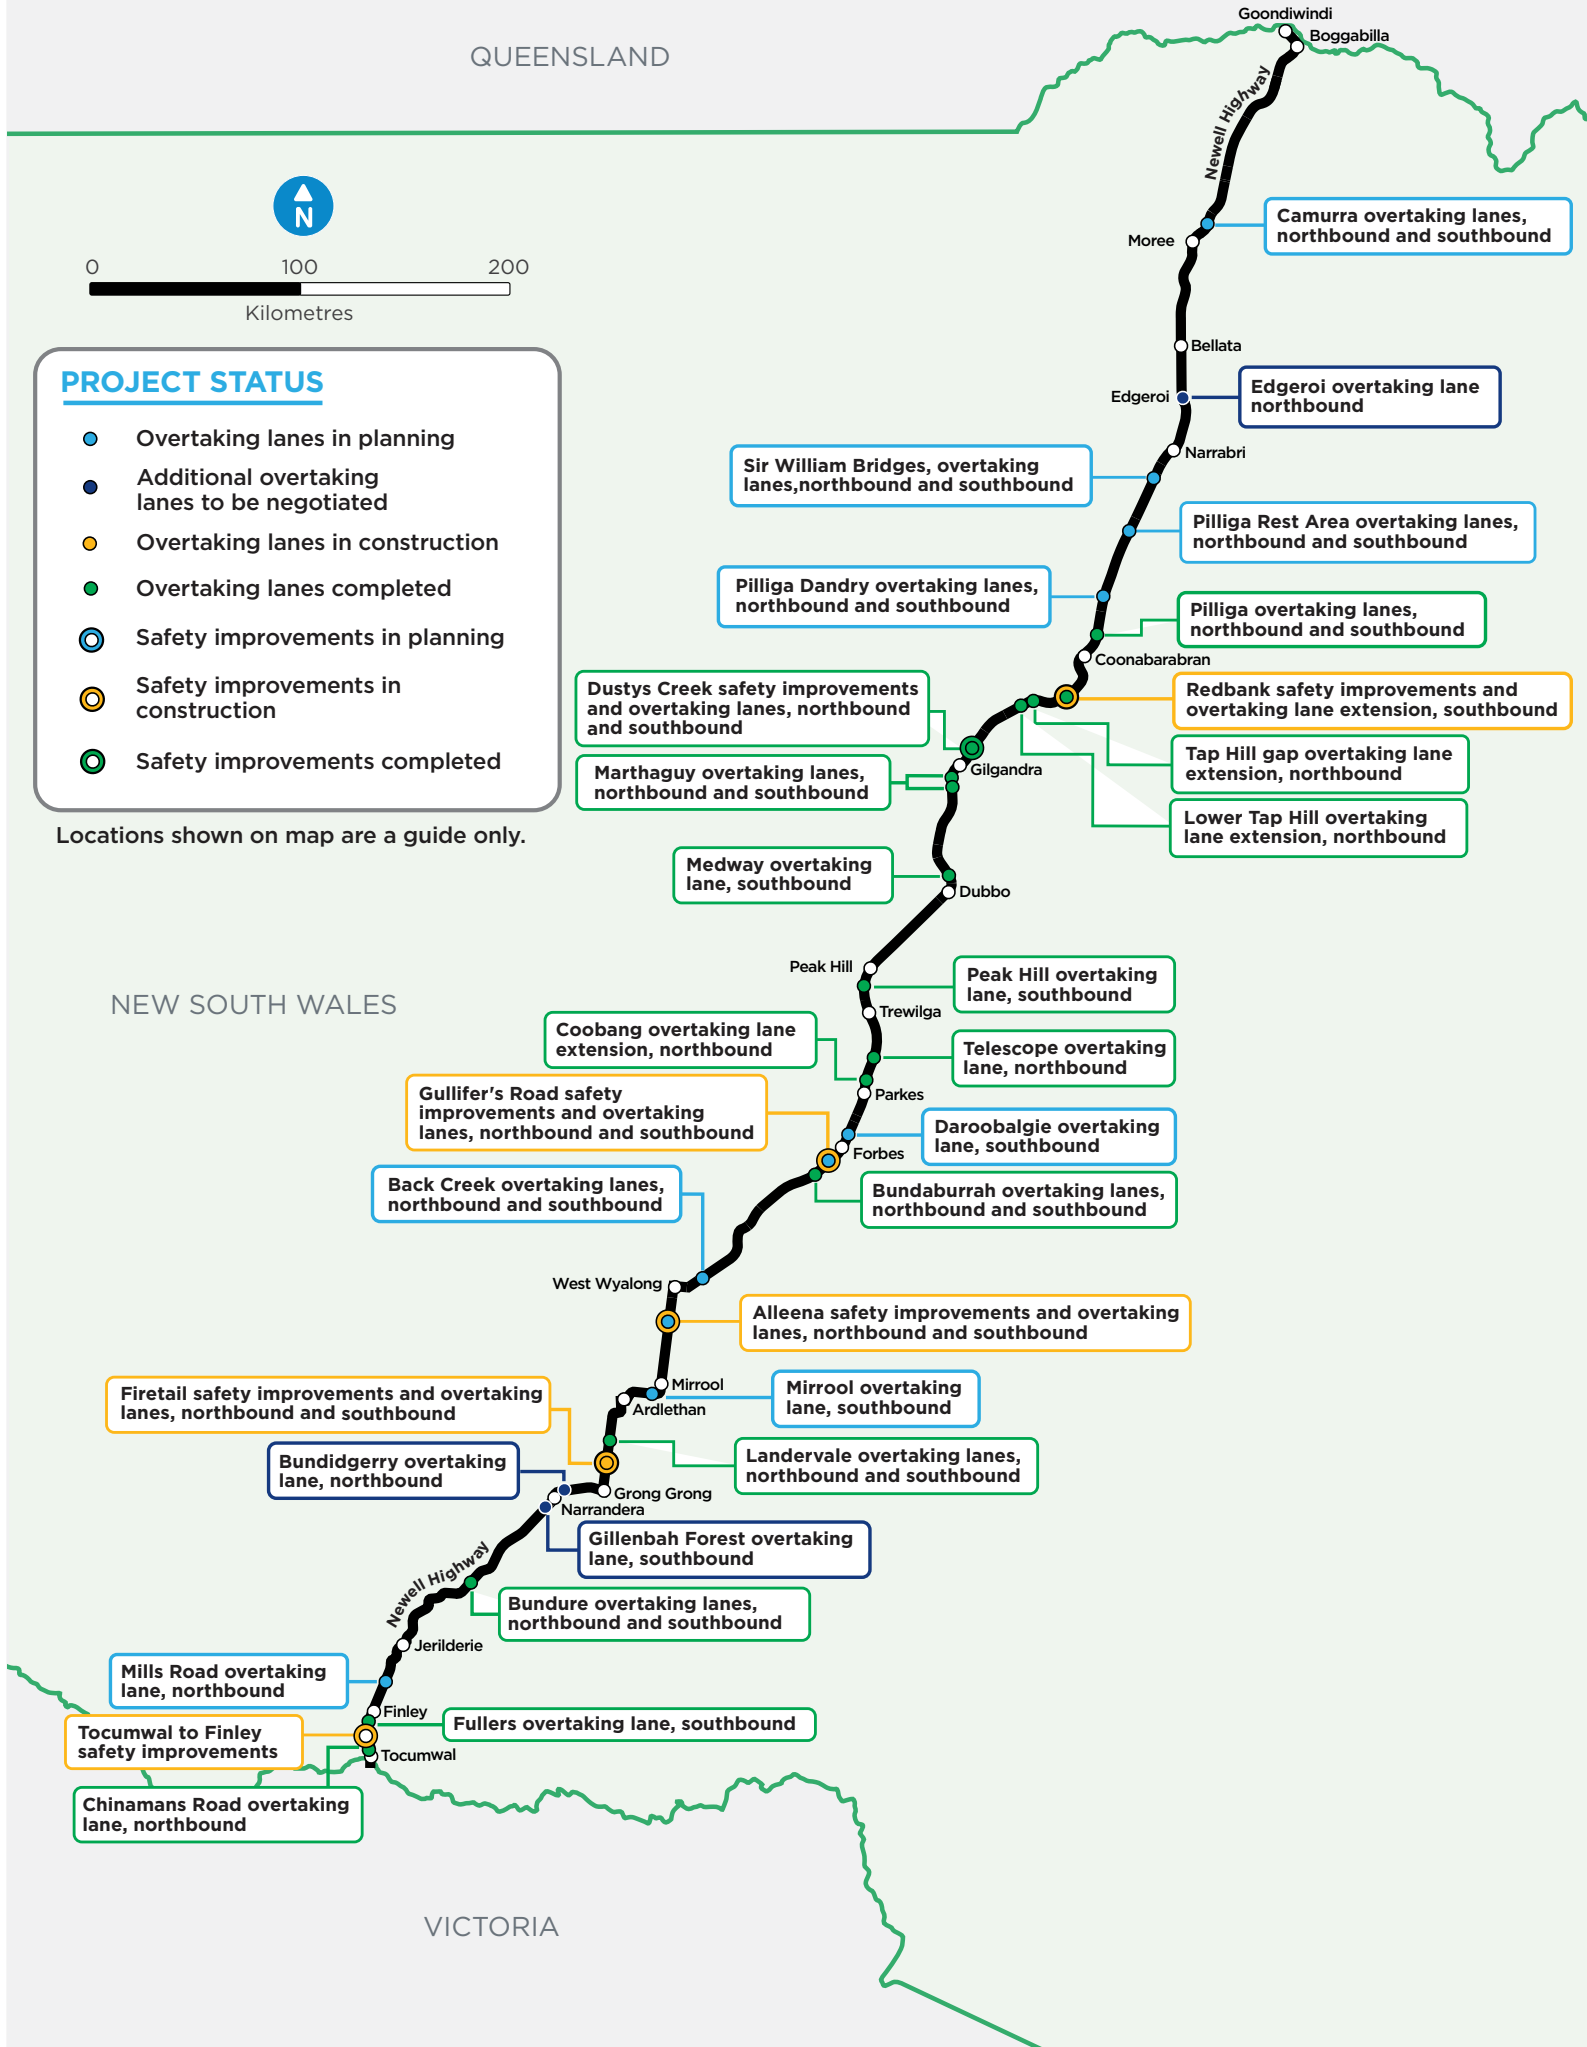 Goondiwindi
Boggabilla
QUEENSLAND
Newell Highway
N
0 100 200
Kilometres
Camurra overtaking lanes,
northbound and southbound
Moree
Bellata
PROJECT STATUS
Overtaking lanes in planning
Additional overtaking
lanes to be negotiated
Overtaking lanes in construction
Overtaking lanes completed
Safety improvements in planning
Safety improvements in
construction
Safety improvements completed
Locations shown on map are a guide only.
Edgeroi
Edgeroi overtaking lane
northbound
Narrabri
Sir William Bridges, overtaking
lanes,northbound and southbound
Pilliga Rest Area overtaking lanes,
northbound and southbound
Pilliga Dandry overtaking lanes,
northbound and southbound
Pilliga overtaking lanes,
northbound and southbound
Coonabarabran
Dustys Creek safety improvements
and overtaking lanes, northbound
and southbound
Redbank safety improvements and
overtaking lane extension, southbound
Tap Hill gap overtaking lane
extension, northbound
Gilgandra
Marthaguy overtaking lanes,
northbound and southbound
Lower Tap Hill overtaking
lane extension, northbound
Medway overtaking
lane, southbound
Dubbo
Peak Hill
Peak Hill overtaking
lane, southbound
NEW SOUTH WALES
Trewilga
Coobang overtaking lane
extension, northbound
Telescope overtaking
lane, northbound
Parkes
Gullifer's Road safety
improvements and overtaking
lanes, northbound and southbound
Daroobalgie overtaking
lane, southbound
Forbes
Back Creek overtaking lanes,
northbound and southbound
Bundaburrah overtaking lanes,
northbound and southbound
West Wyalong
Alleena safety improvements and overtaking
lanes, northbound and southbound
Mirrool
Mirrool overtaking
lane, southbound
Ardlethan
Firetail safety improvements and overtaking
lanes, northbound and southbound
Landervale overtaking lanes,
northbound and southbound
Bundidgerry overtaking
lane, northbound
Grong Grong
Narrandera
Gillenbah Forest overtaking
lane, southbound
Newell Highway
Bundure overtaking lanes,
northbound and southbound
Jerilderie
Mills Road overtaking
lane, northbound
Finley
Fullers overtaking lane, southbound
Tocumwal to Finley
safety improvements
Tocumwal
Chinamans Road overtaking
lane, northbound
VICTORIA